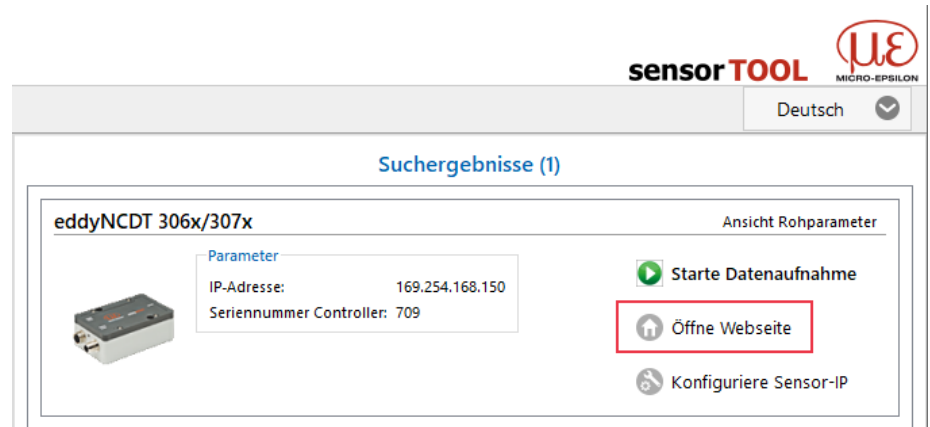 sensorTOOL
με
MICRO-EPSILON
Deutsch
Suchergebnisse (1)
eddyNCDT 306x/307x
Ansicht Rohparameter
Parameter
IP-Adresse: 169.254.168.150
Seriennummer Controller: 709
Starte Datenaufnahme
Öffne Webseite
Konfiguriere Sensor-IP